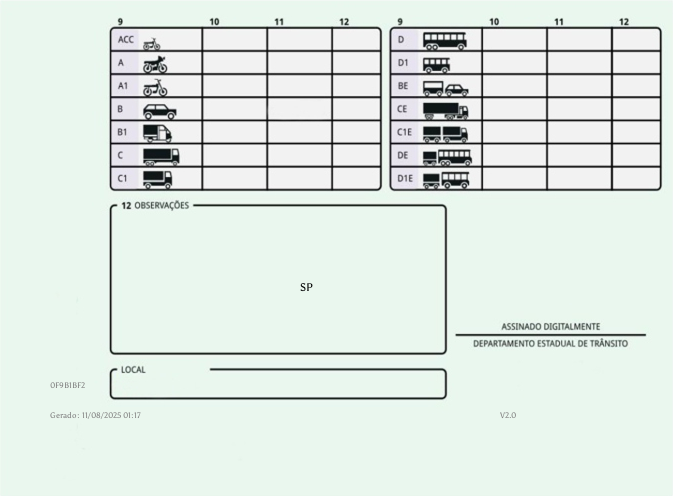 9 10 11 12 9 10 11 12
ACC D
A D1
A1 BE
B CE
B1 C1E
C DE
C1 D1E
12 OBSERVAÇÕES
SP
ASSINADO DIGITALMENTE
DEPARTAMENTO ESTADUAL DE TRÂNSITO
LOCAL
0F9B1BF2
Gerado: 11/08/2025 01:17 V2.0